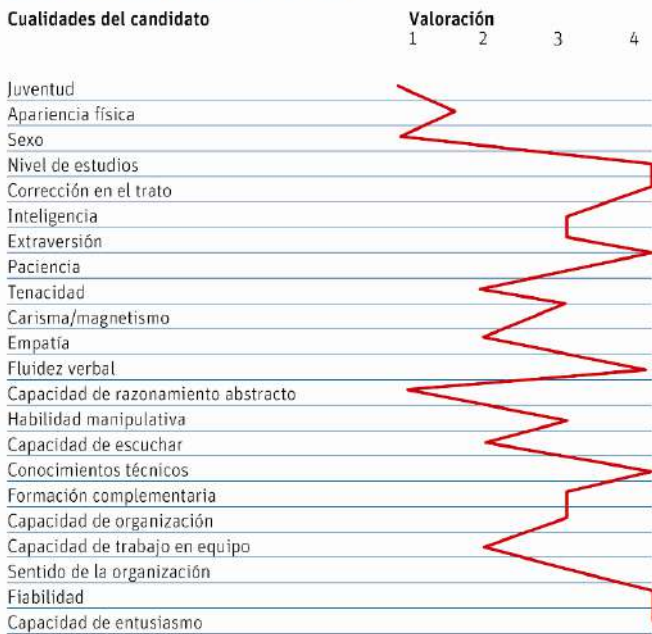 Cualidades del candidato Valoración
1 2 3 4
Juventud
Apariencia física
Sexo
Nivel de estudios
Corrección en el trato
Inteligencia
Extraversión
Paciencia
Tenacidad
Carisma/magnetismo
Empatía
Fluidez verbal
Capacidad de razonamiento abstracto
Habilidad manipulativa
Capacidad de escuchar
Conocimientos técnicos
Formación complementaria
Capacidad de organización
Capacidad de trabajo en equipo
Sentido de la organización
Fiabilidad
Capacidad de entusiasmo